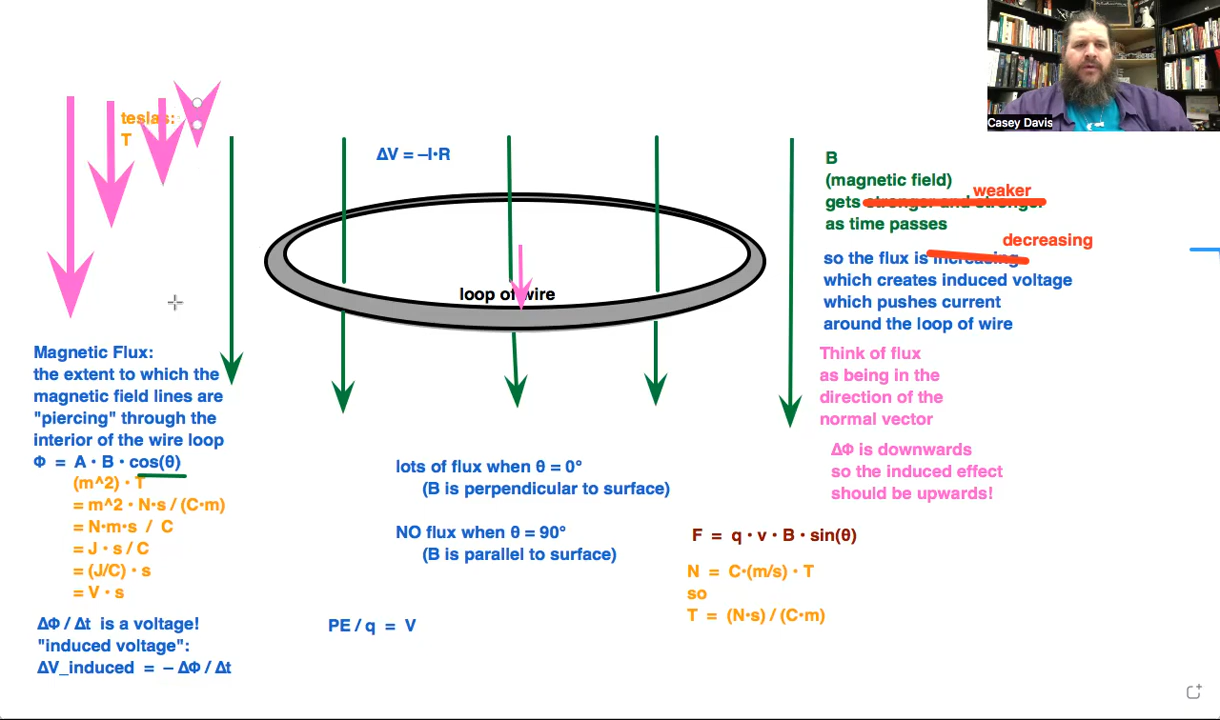 teslas:
T
ΔV = –I•R
loop of wire
Casey Davis
B
(magnetic field)
weaker
gets stronger and stronger
as time passes
decreasing
so the flux is increasing
which creates induced voltage
which pushes current
around the loop of wire
Think of flux
as being in the
direction of the
normal vector
ΔΦ is downwards
so the induced effect
should be upwards!
Magnetic Flux:
the extent to which the
magnetic field lines are
"piercing" through the
interior of the wire loop
Φ = A • B • cos(θ)
(m^2) • T
= m^2 • N•s / (C•m)
= N•m•s / C
= J • s / C
= (J/C) • s
= V • s
ΔΦ / Δt is a voltage!
"induced voltage":
ΔV_induced = – ΔΦ / Δt
lots of flux when θ = 0°
(B is perpendicular to surface)
NO flux when θ = 90°
(B is parallel to surface)
PE / q = V
F = q • v • B • sin(θ)
N = C•(m/s) • T
so
T = (N•s) / (C•m)